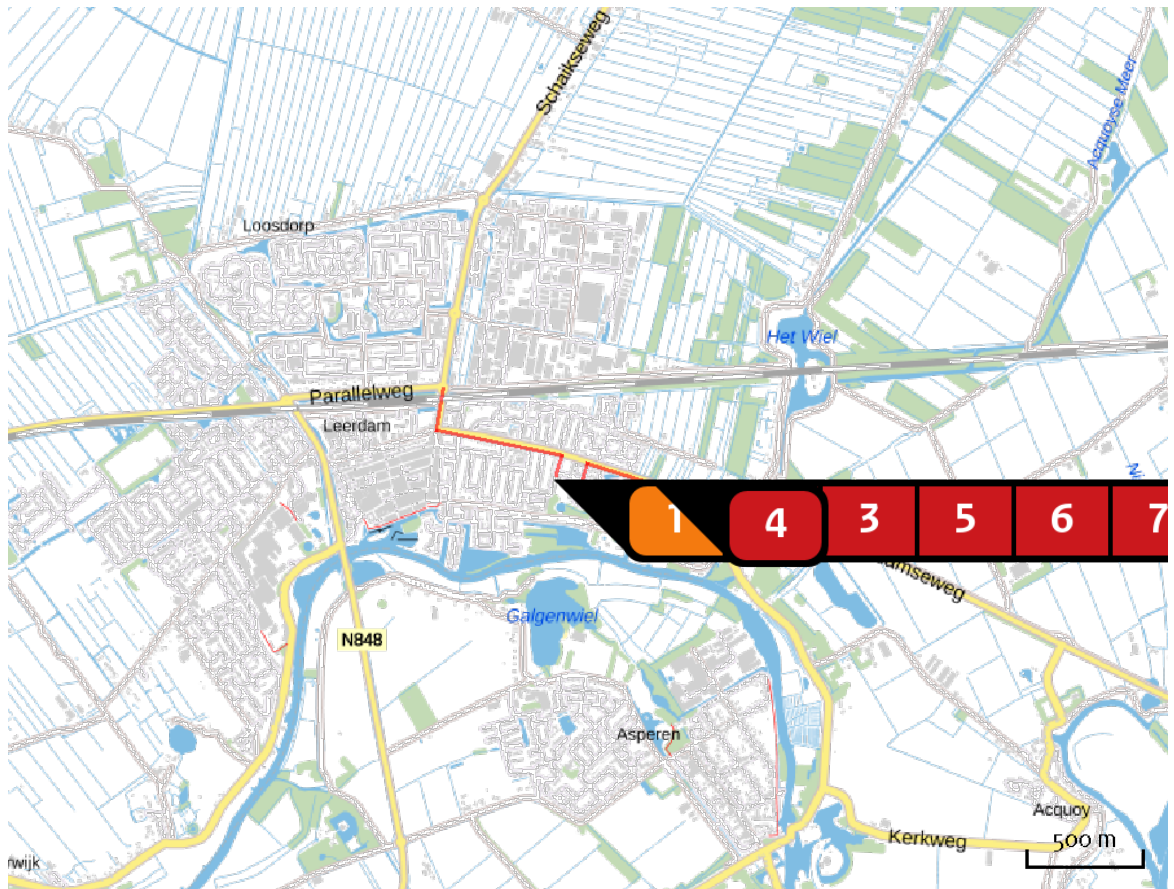 Schaikseweg
Acquoyse Meer
Loosdorp
Het Wiel
Parallelweg
Leerdam
1 4 3 5 6 7
amseweg
Galgenwiel
N848
Asperen
Acquoy
Kerkweg
500 m
rwijk